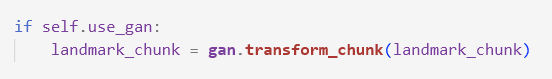 if self.use_gan:
    landmark_chunk = gan.transform_chunk(landmark_chunk)